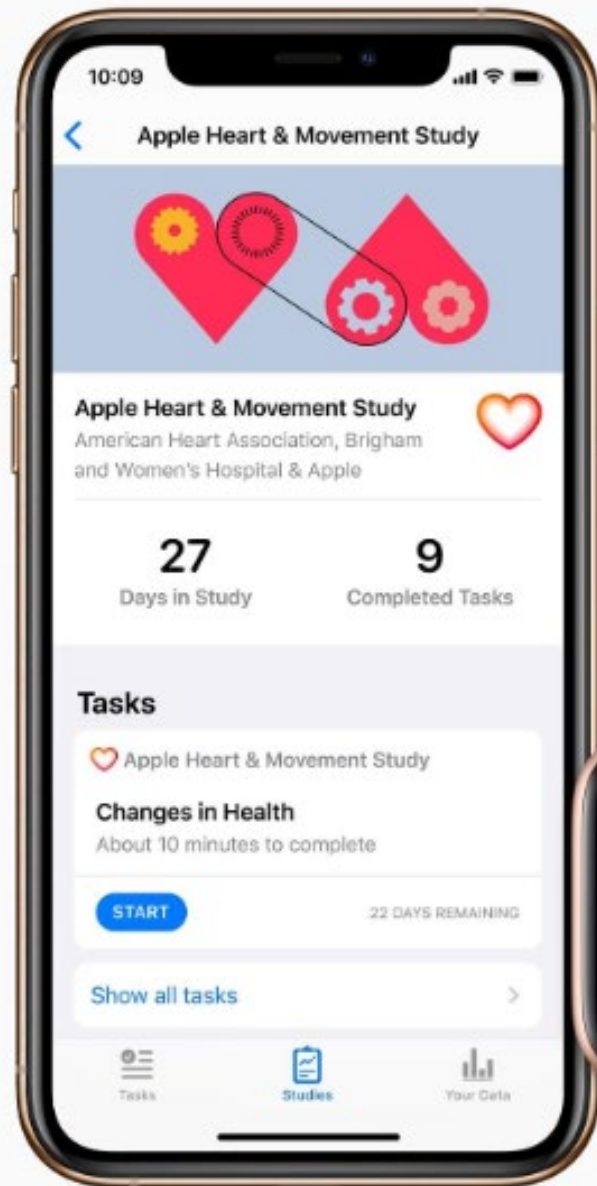 10:09
Apple Heart & Movement Study
Apple Heart & Movement Study
American Heart Association, Brigham
and Women's Hospital & Apple
27 9
Days in Study Completed Tasks
Tasks
Apple Heart & Movement Study
Changes in Health
About 10 minutes to complete
START 22 DAYS REMAINING
Show all tasks
Tasks Studies Your Data